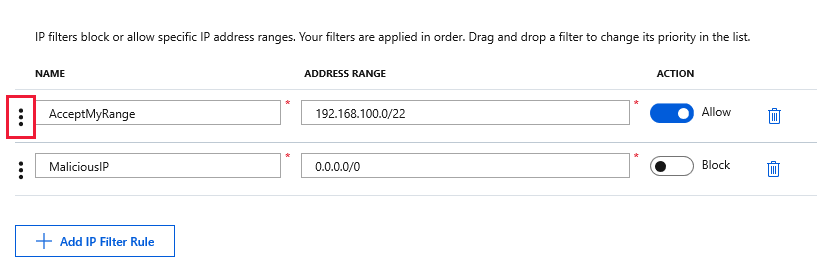 IP filters block or allow specific IP address ranges. Your filters are applied in order. Drag and drop a filter to change its priority in the list.
NAME ADDRESS RANGE ACTION
AcceptMyRange * 192.168.100.0/22 * Allow
MaliciousIP * 0.0.0.0/0 * Block
Add IP Filter Rule